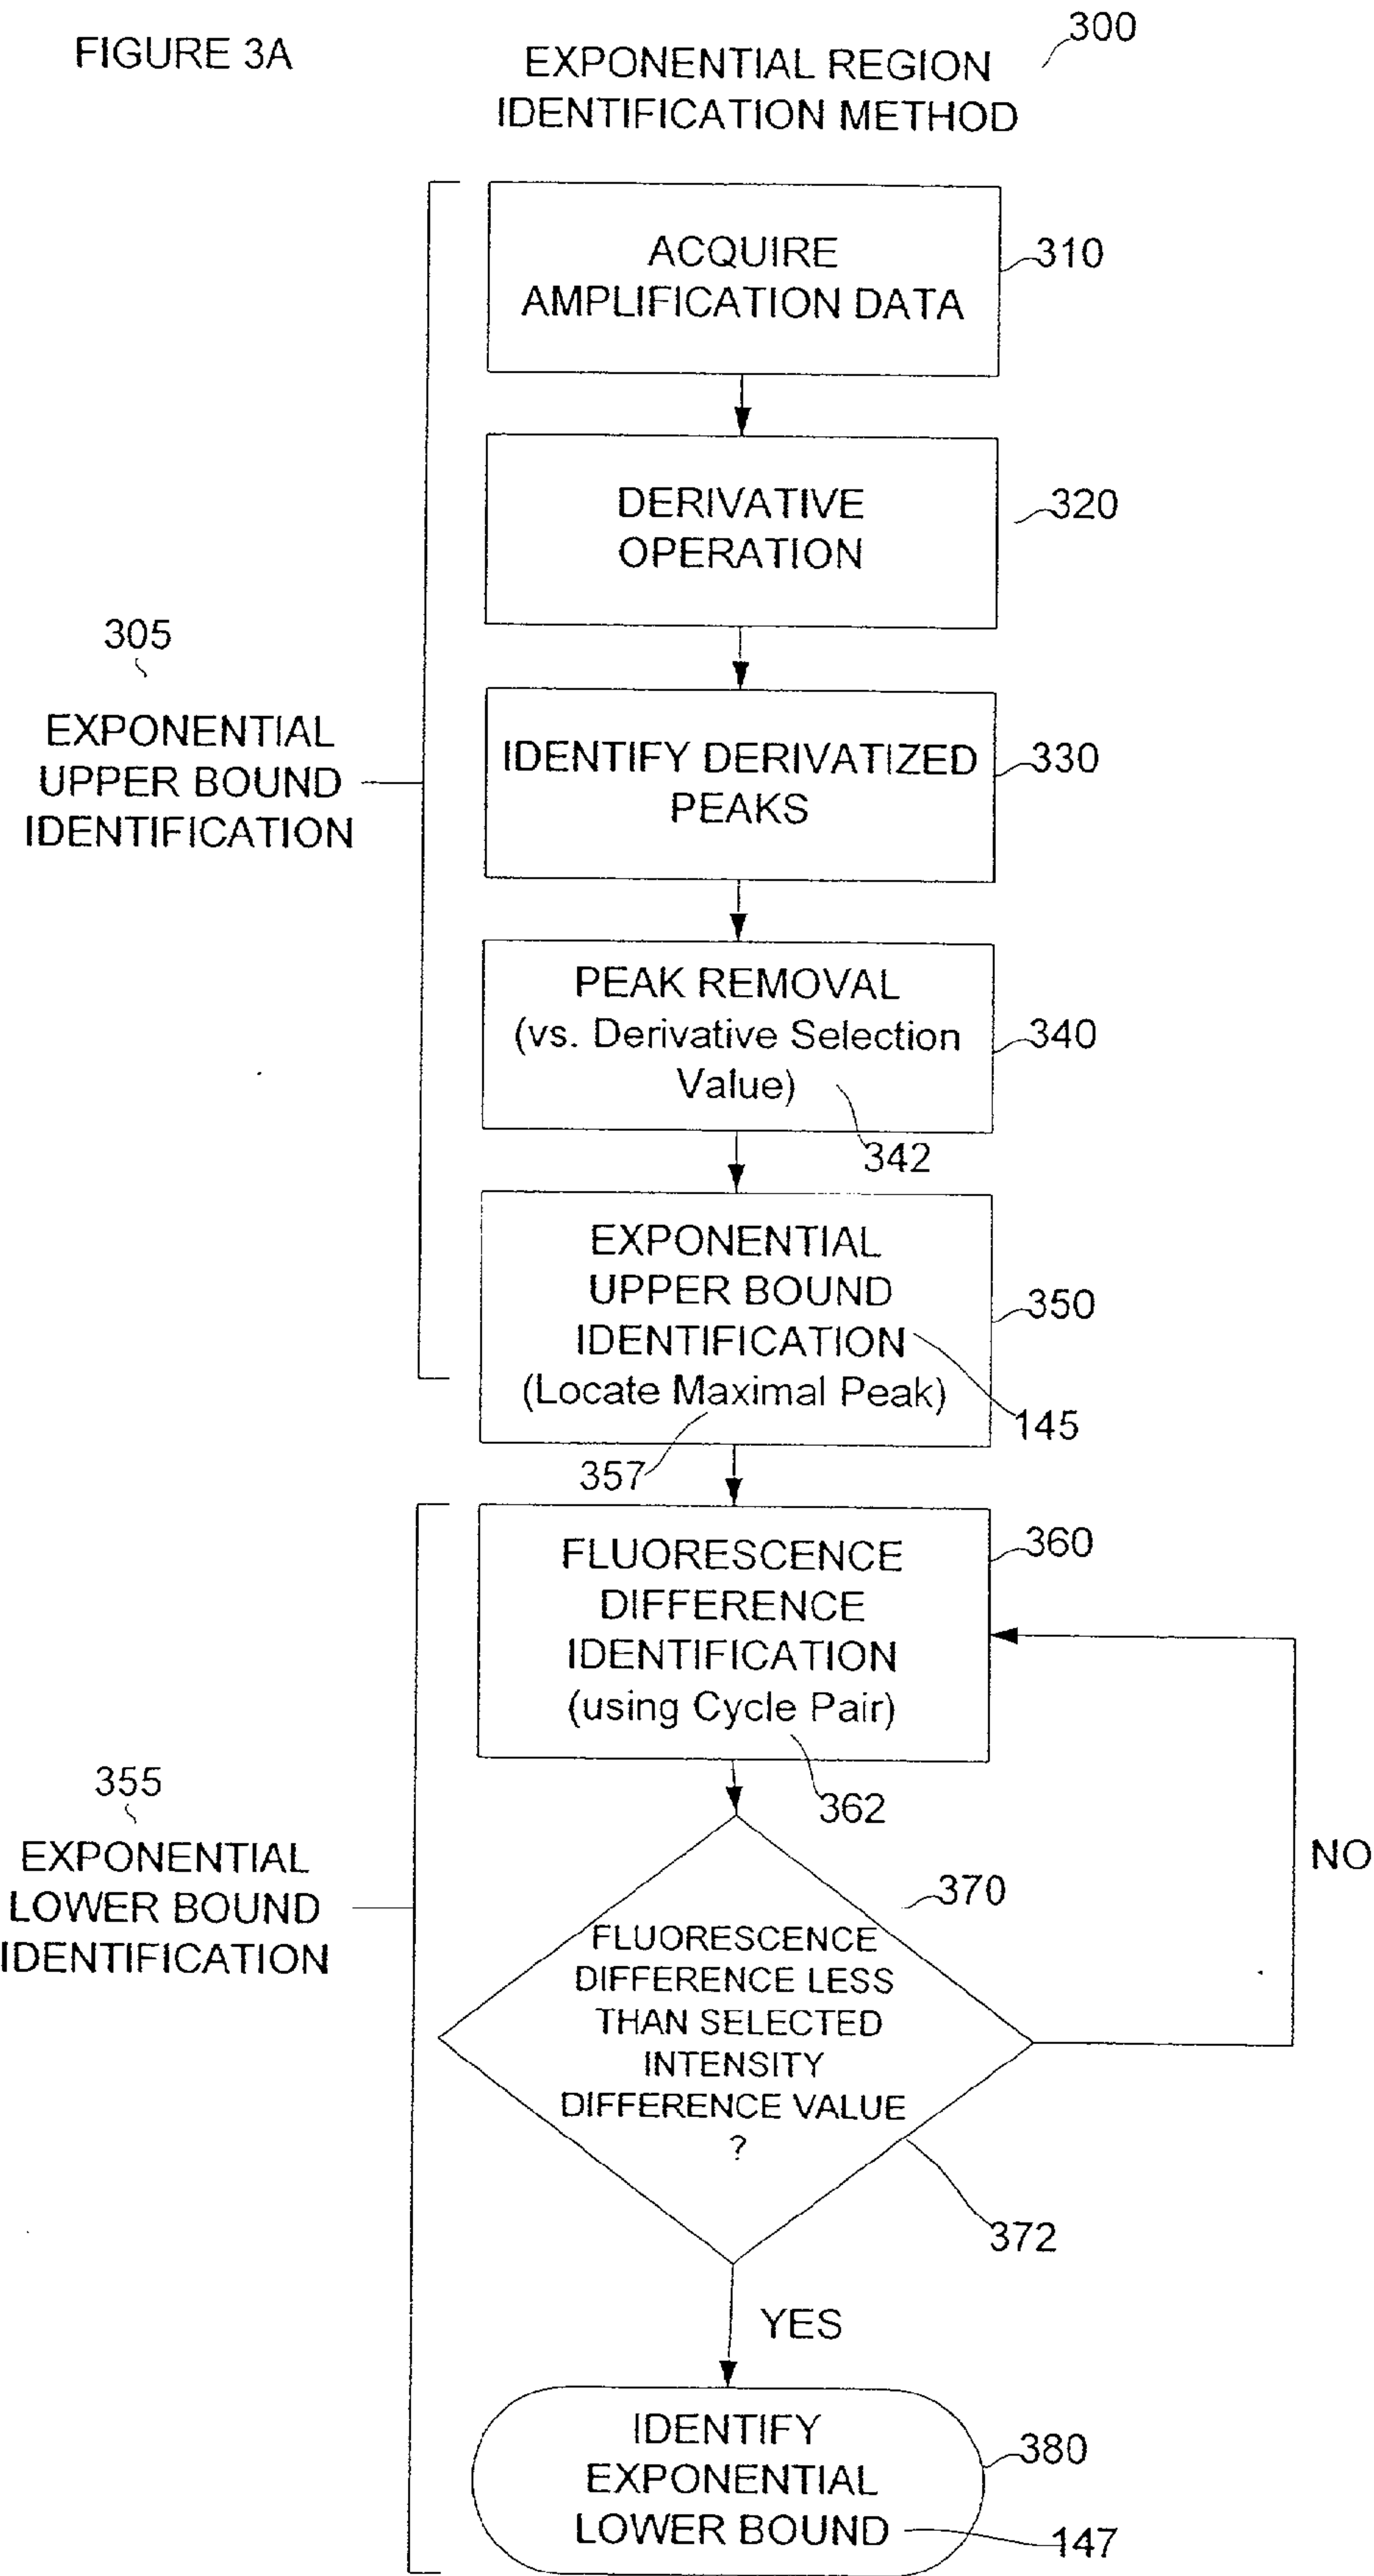 FIGURE 3A
300
EXPONENTIAL REGION
IDENTIFICATION METHOD
ACQUIRE
AMPLIFICATION DATA
310
DERIVATIVE
OPERATION
320
305
EXPONENTIAL
UPPER BOUND
IDENTIFICATION
IDENTIFY DERIVATIZED
PEAKS
330
PEAK REMOVAL
(vs. Derivative Selection
Value)
340
342
EXPONENTIAL
UPPER BOUND
IDENTIFICATION
(Locate Maximal Peak)
350
145
357
FLUORESCENCE
DIFFERENCE
IDENTIFICATION
(using Cycle Pair)
360
362
355
EXPONENTIAL
LOWER BOUND
IDENTIFICATION
NO
370
FLUORESCENCE
DIFFERENCE LESS
THAN SELECTED
INTENSITY
DIFFERENCE VALUE
?
372
YES
IDENTIFY
EXPONENTIAL
LOWER BOUND
380
147